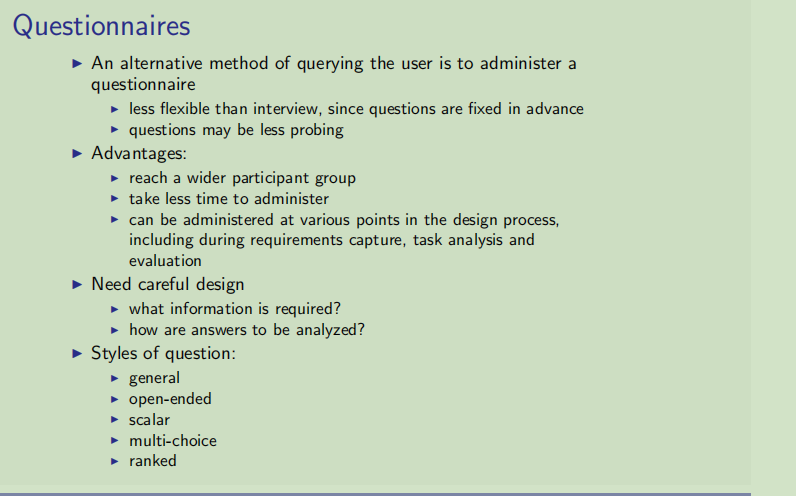 Questionnaires
▶ An alternative method of querying the user is to administer a
questionnaire
▶ less flexible than interview, since questions are fixed in advance
▶ questions may be less probing
▶ Advantages:
▶ reach a wider participant group
▶ take less time to administer
▶ can be administered at various points in the design process,
including during requirements capture, task analysis and
evaluation
▶ Need careful design
▶ what information is required?
▶ how are answers to be analyzed?
▶ Styles of question:
▶ general
▶ open-ended
▶ scalar
▶ multi-choice
▶ ranked